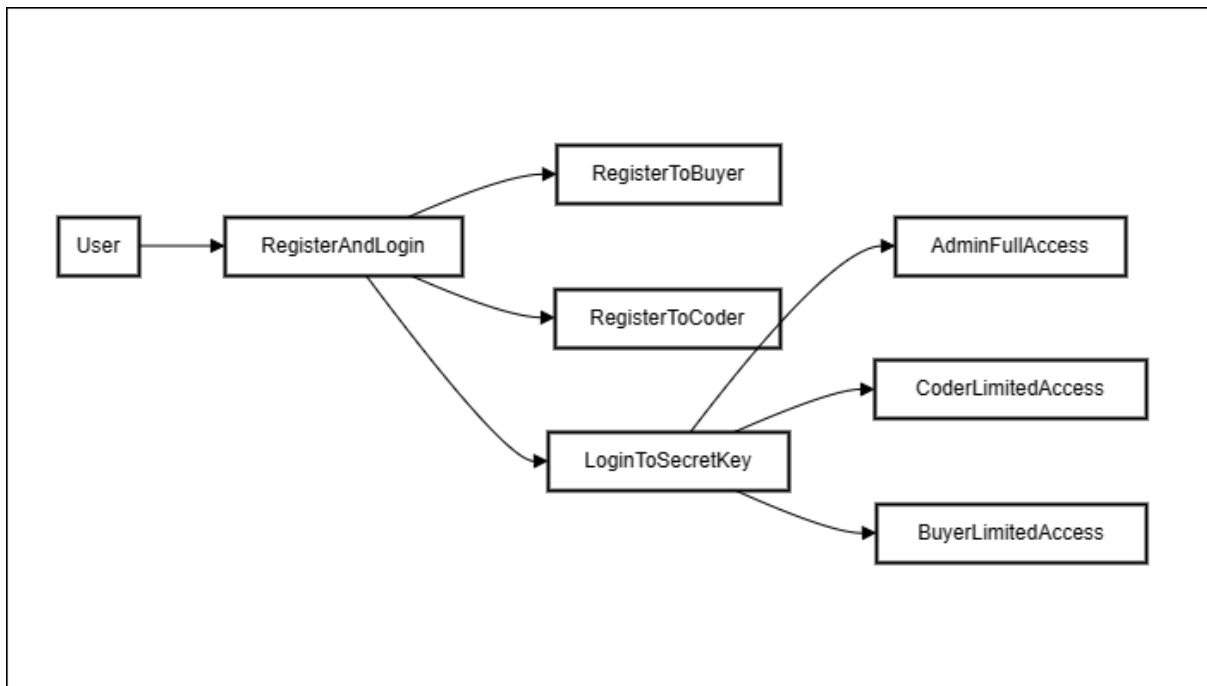 User
RegisterAndLogin
RegisterToBuyer
RegisterToCoder
LoginToSecretKey
AdminFullAccess
CoderLimitedAccess
BuyerLimitedAccess